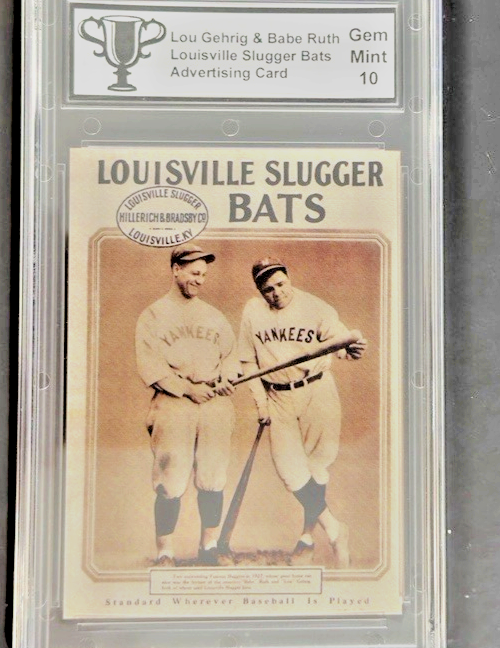 Lou Gehrig & Babe Ruth
Louisville Slugger Bats
Advertising Card
Gem
Mint
10
LOUISVILLE SLUGGER
BATS
LOUISVILLE SLUGGER
HILLERICH & BRADSBY CO
LOUISVILLE, KY
YANKEES
YANKEES
Standard Wherever Baseball Is Played